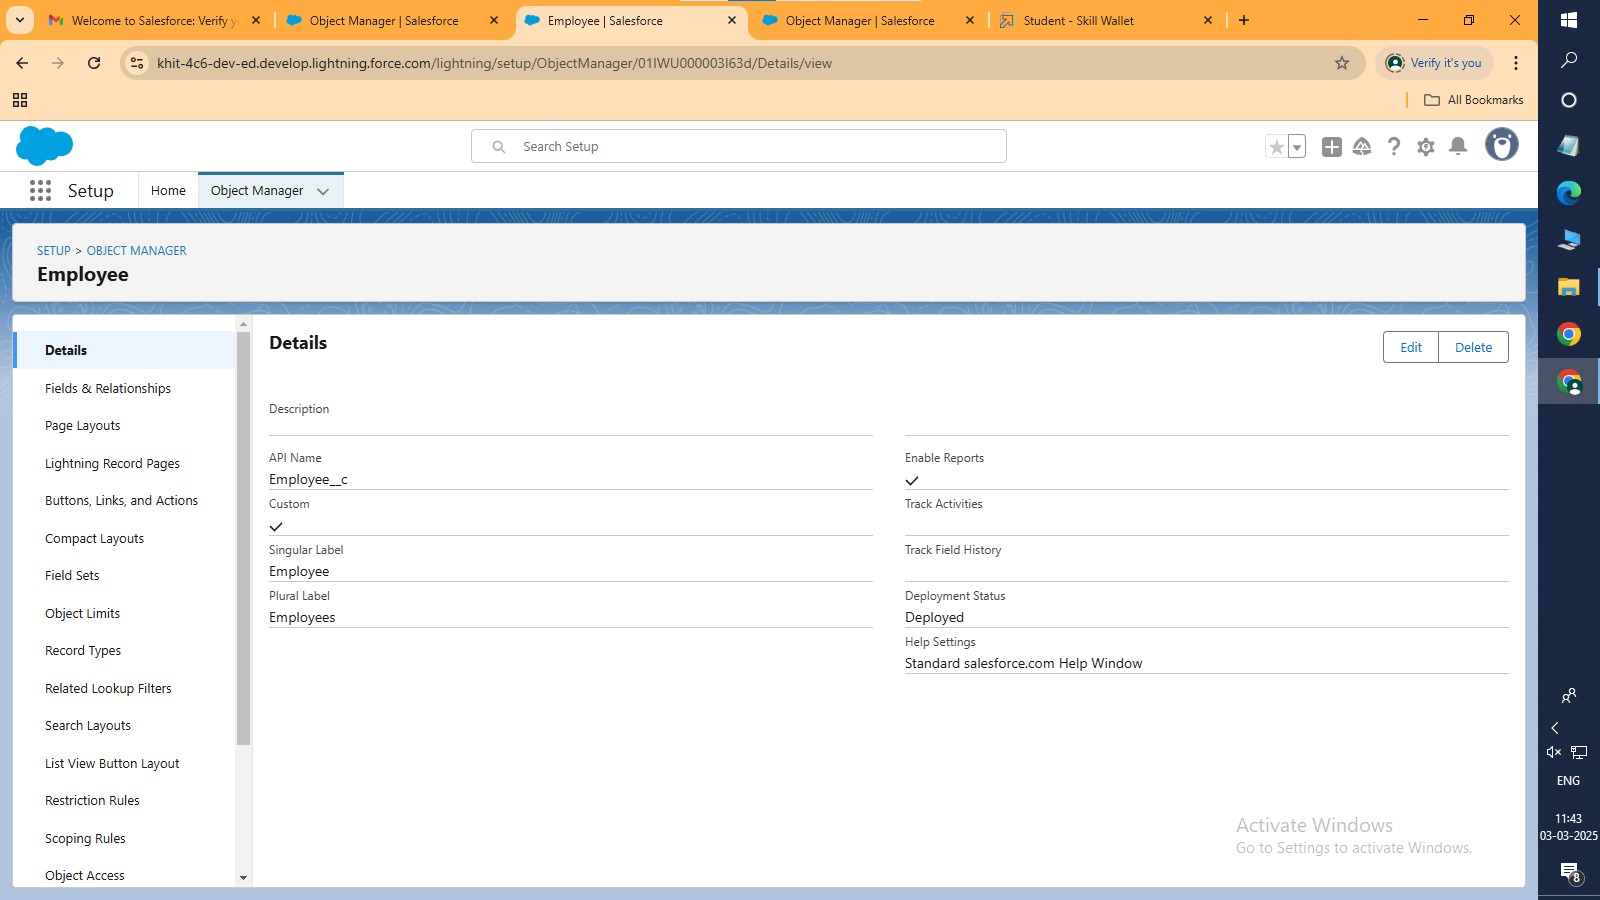 Welcome to Salesforce: Verify y
Object Manager | Salesforce
Employee | Salesforce
Object Manager | Salesforce
Student - Skill Wallet
khit-4c6-dev-ed.develop.lightning.force.com/lightning/setup/ObjectManager/01IWU000003I63d/Details/view
Verify it's you
All Bookmarks
Search Setup
Setup
Home
Object Manager
SETUP > OBJECT MANAGER
Employee
Details
Fields & Relationships
Page Layouts
Lightning Record Pages
Buttons, Links, and Actions
Compact Layouts
Field Sets
Object Limits
Record Types
Related Lookup Filters
Search Layouts
List View Button Layout
Restriction Rules
Scoping Rules
Object Access
Details
Edit
Delete
Description
API Name
Employee__c
Custom
Singular Label
Employee
Plural Label
Employees
Enable Reports
Track Activities
Track Field History
Deployment Status
Deployed
Help Settings
Standard salesforce.com Help Window
Activate Windows
Go to Settings to activate Windows.
ENG
11:43
03-03-2025
8